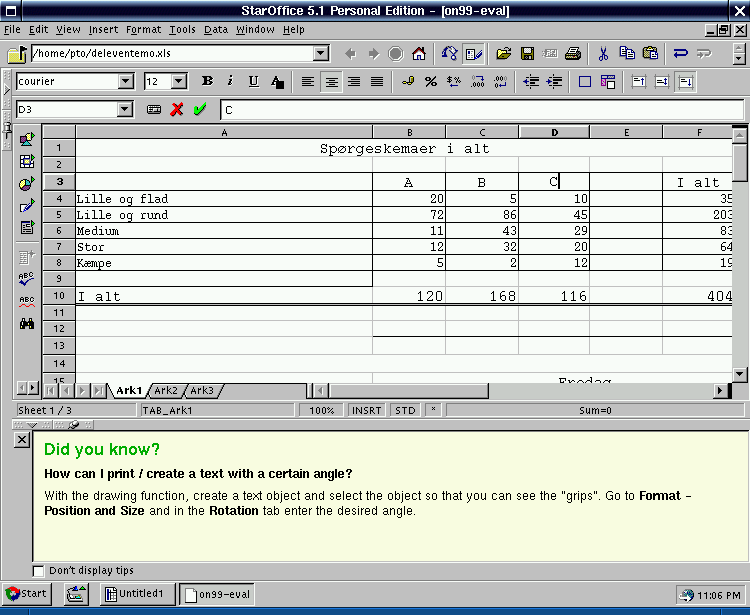 StarOffice 5.1 Personal Edition - [on99-eval]
File Edit View Insert Format Tools Data Window Help
/home/pto/deleventemo.xls
courier 12 B i U A
D3 C
A B C D E F
1 Spørgeskemaer i alt
2
3 A B C I alt
4 Lille og flad 20 5 10 35
5 Lille og rund 72 86 45 203
6 Medium 11 43 29 83
7 Stor 12 32 20 64
8 Kæmpe 5 2 12 19
9
10 I alt 120 168 116 404
11
12
13
14
15 Fredag
Ark1 Ark2 Ark3
Sheet 1 / 3 TAB_Ark1 100% INSRT STD * Sum=0
Did you know?
How can I print / create a text with a certain angle?
With the drawing function, create a text object and select the object so that you can see the "grips". Go to Format -
Position and Size and in the Rotation tab enter the desired angle.
Don't display tips
Start Untitled1 on99-eval 11:06 PM